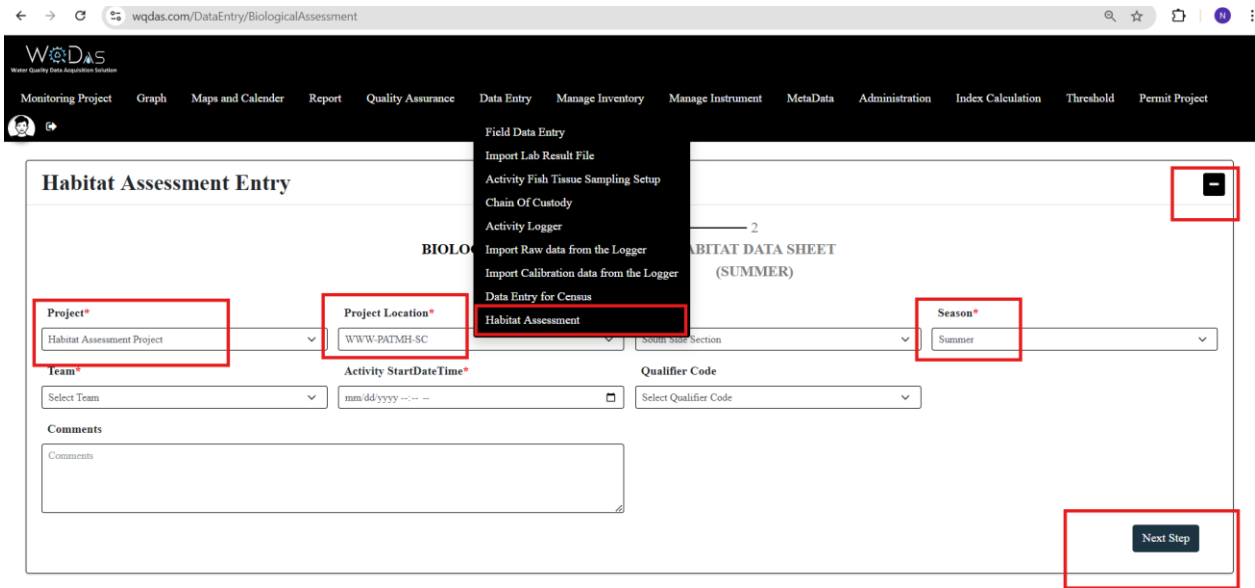 wqdas.com/DataEntry/BiologicalAssessment
N
WQDAS
Water Quality Data Acquisition Solution
Monitoring Project Graph Maps and Calender Report Quality Assurance Data Entry Manage Inventory Manage Instrument MetaData Administration Index Calculation Threshold Permit Project
Field Data Entry
Import Lab Result File
Activity Fish Tissue Sampling Setup
Chain Of Custody
Activity Logger
Import Raw data from the Logger
Import Calibration data from the Logger
Data Entry for Census
Habitat Assessment
Habitat Assessment Entry
2
BIOLO
ABITAT DATA SHEET
(SUMMER)
Project* Project Location* Season*
Habitat Assessment Project WWW-PATMH-SC South Side Section Summer
Team* Activity StartDateTime* Qualifier Code
Select Team mm/dd/yyyy --:-- -- Select Qualifier Code
Comments
Comments
Next Step